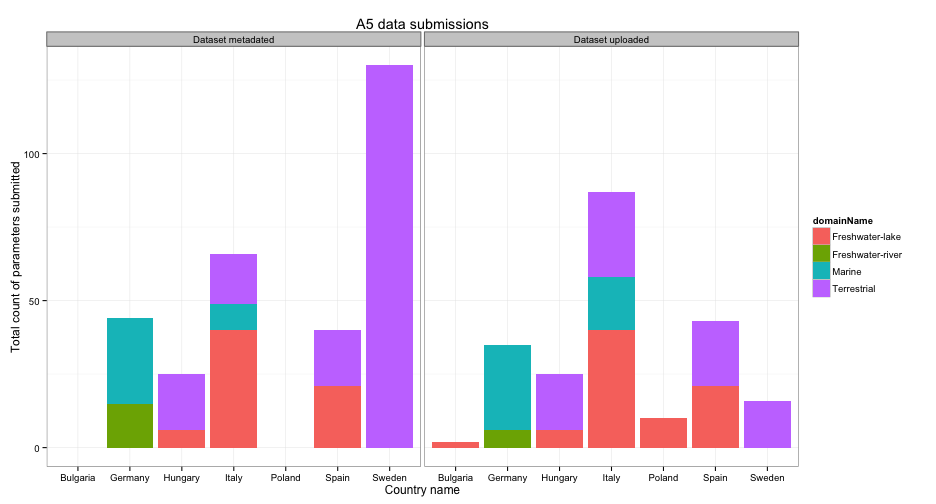 A5 data submissions
Dataset metadated
Dataset uploaded
Total count of parameters submitted
100
50
0
Bulgaria Germany Hungary Italy Poland Spain Sweden
Bulgaria Germany Hungary Italy Poland Spain Sweden
Country name
domainName
Freshwater-lake
Freshwater-river
Marine
Terrestrial